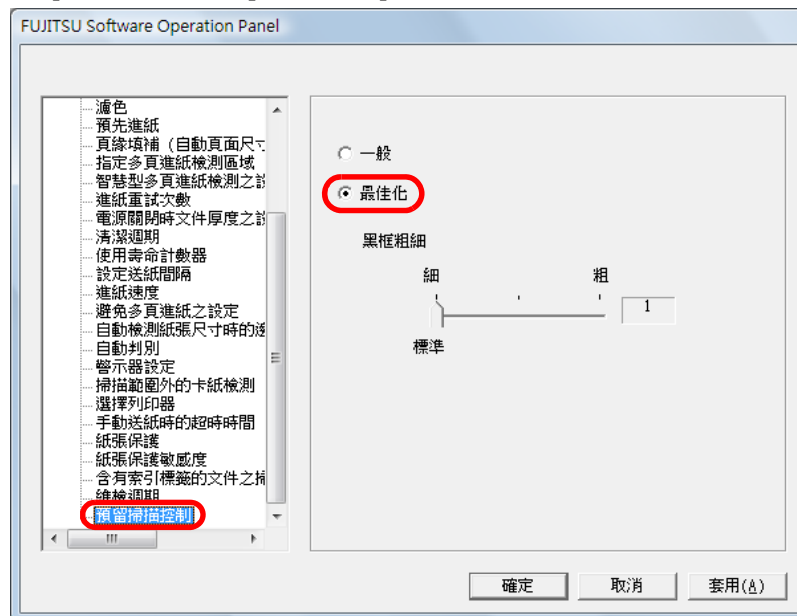 FUJITSU Software Operation Panel
濾色
預先進紙
頁緣填補（自動頁面尺寸
指定多頁進紙檢測區域
智慧型多頁進紙檢測之
進紙重試次數
電源關閉時文件厚度之
清潔週期
使用壽命計數器
設定送紙間隔
進紙速度
避免多頁進紙之設定
自動檢測紙張尺寸時的
自動判別
警示器設定
掃描範圍外的卡紙檢測
選擇列印器
手動送紙時的超時時間
紙張保護
紙張保護敏感度
含有索引標籤的文件之掃
維檢週期
預留掃描控制
一般
最佳化
黑框粗細
細 粗
1
標準
確定 取消 套用(A)